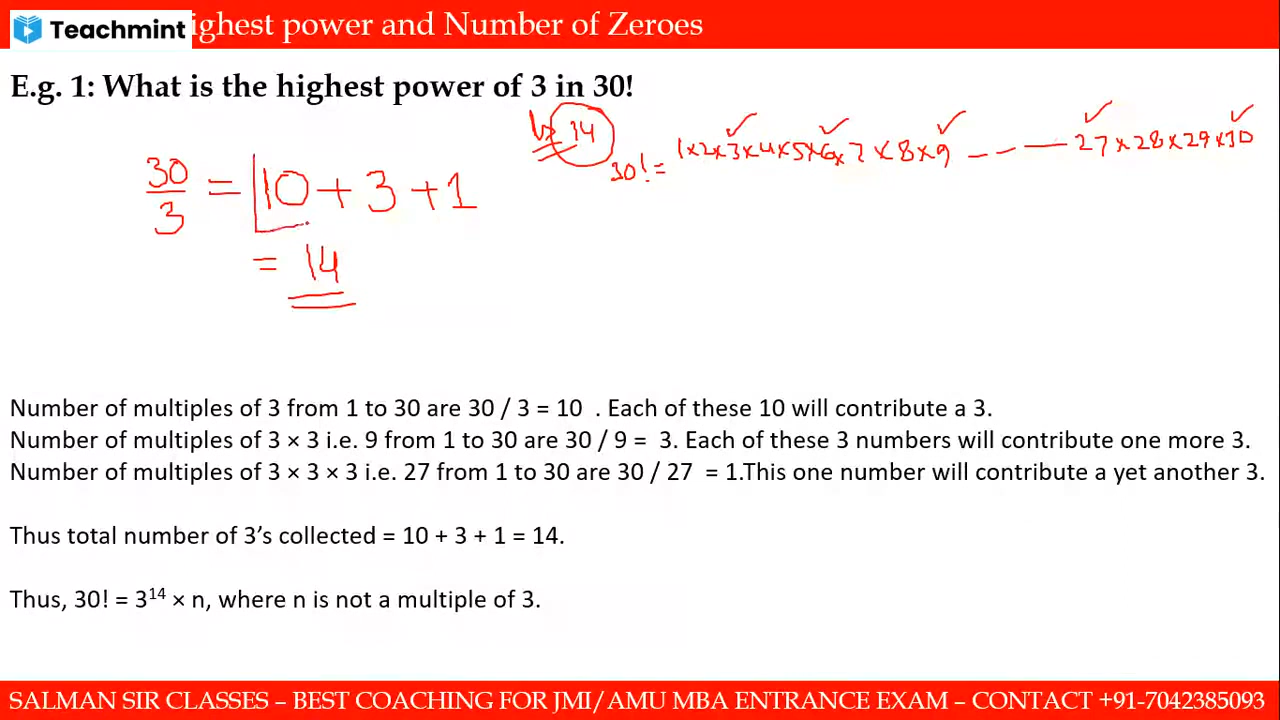 Teachmint
ighest power and Number of Zeroes
E.g. 1: What is the highest power of 3 in 30!
14
30! = 1×2×3×4×5×6×7×8×9 - - — 27×28×29×30
30/3 = 10 + 3 + 1
= 14
Number of multiples of 3 from 1 to 30 are 30 / 3 = 10 . Each of these 10 will contribute a 3.
Number of multiples of 3 × 3 i.e. 9 from 1 to 30 are 30 / 9 = 3. Each of these 3 numbers will contribute one more 3.
Number of multiples of 3 × 3 × 3 i.e. 27 from 1 to 30 are 30 / 27 = 1.This one number will contribute a yet another 3.
Thus total number of 3’s collected = 10 + 3 + 1 = 14.
Thus, 30! = 3¹⁴ × n, where n is not a multiple of 3.
SALMAN SIR CLASSES – BEST COACHING FOR JMI/AMU MBA ENTRANCE EXAM – CONTACT +91-7042385093